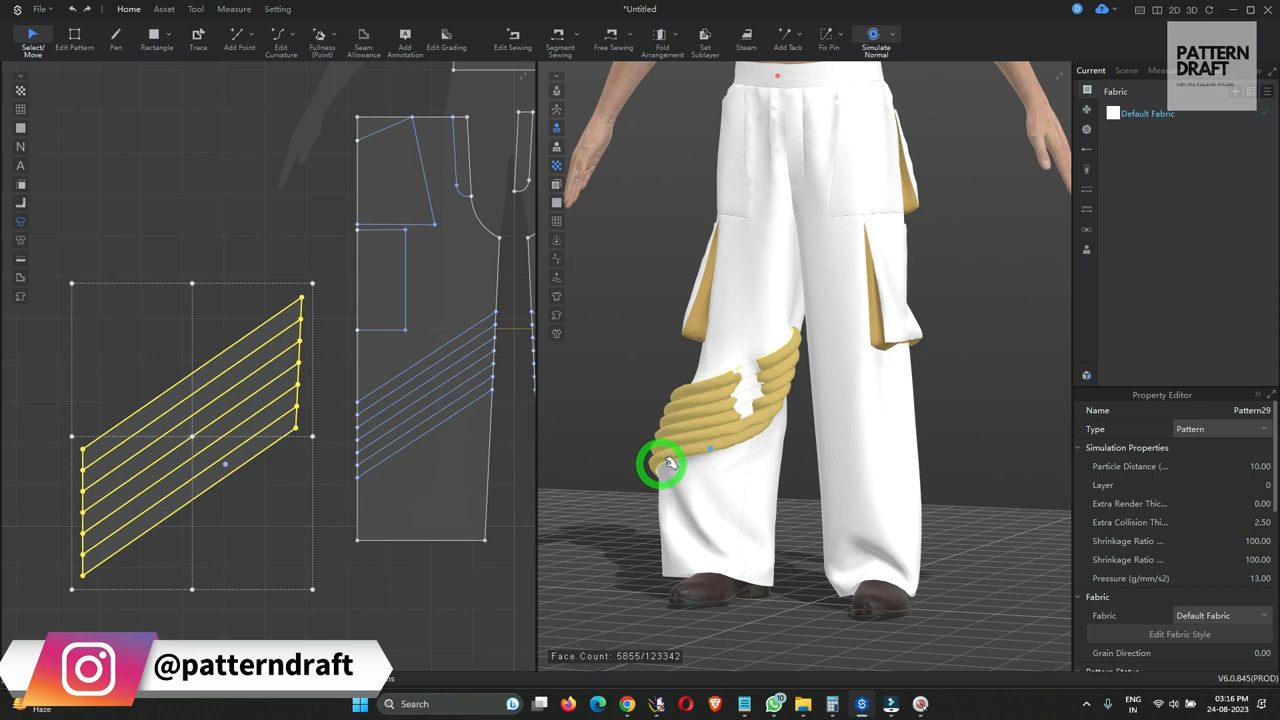 File
*Untitled
Home
Asset
Tool
Measure
Setting
2D
3D
Select/
Move
Edit Pattern
Pen
Rectangle
Trace
Add Point
Edit
Curvature
Fullness
(Point)
Seam
Allowance
Add
Annotation
Edit Grading
Edit Sewing
Segment
Sewing
Free Sewing
Fold
Arrangement
Set
Sublayer
Steam
Add Tack
Fix Pin
Simulate
Normal
PATTERN
DRAFT
Current
Scene
Fabric
Default Fabric
Property Editor
Name
Pattern29
Type
Pattern
Simulation Properties
Particle Distance (...
10.00
Layer
0
Extra Render Thic...
0.00
Extra Collision Thi...
2.50
Shrinkage Ratio ...
100.00
Shrinkage Ratio ...
100.00
Pressure (g/mm/s2)
13.00
Fabric
Fabric
Default Fabric
Edit Fabric Style
Grain Direction
0.00
Pattern Status
Face Count: 5855/123342
@patterndraft
V6.0.845(PROD)
Haze
Search
10
ENG
IN
03:16 PM
24-08-2023